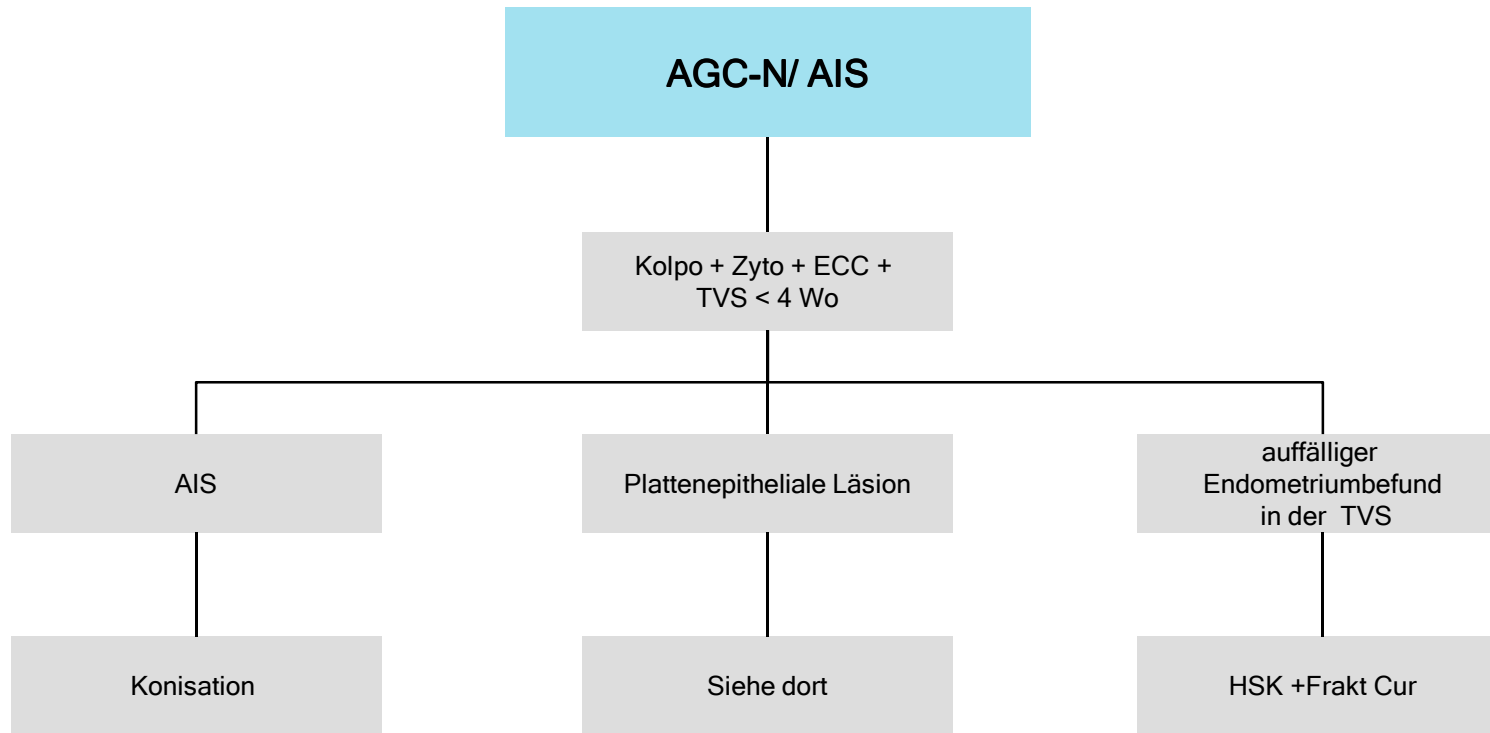 AGC-N/ AIS
Kolpo + Zyto + ECC +
TVS < 4 Wo
AIS
Plattenepitheliale Läsion
auffälliger
Endometriumbefund
in der TVS
Konisation
Siehe dort
HSK +Frakt Cur